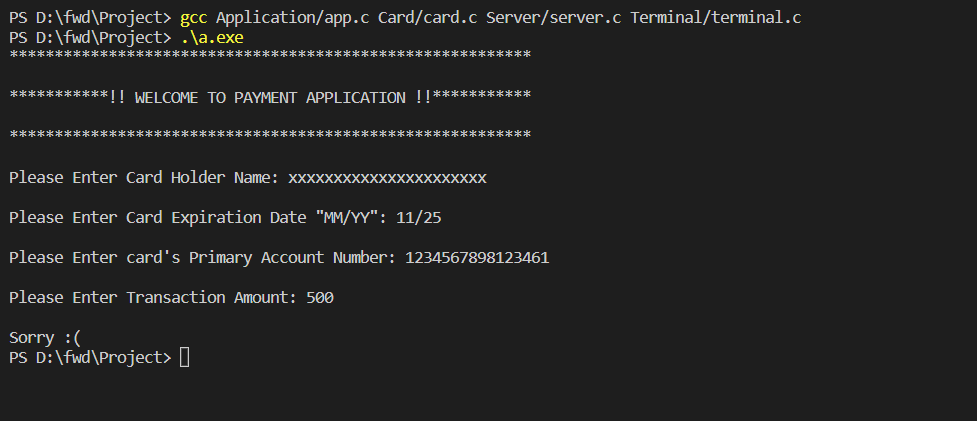 PS D:\fwd\Project> gcc Application/app.c Card/card.c Server/server.c Terminal/terminal.c
PS D:\fwd\Project> .\a.exe
**********************************************************
***********!! WELCOME TO PAYMENT APPLICATION !!***********
**********************************************************
Please Enter Card Holder Name: xxxxxxxxxxxxxxxxxxxxxx
Please Enter Card Expiration Date "MM/YY": 11/25
Please Enter card's Primary Account Number: 1234567898123461
Please Enter Transaction Amount: 500
Sorry :(
PS D:\fwd\Project>